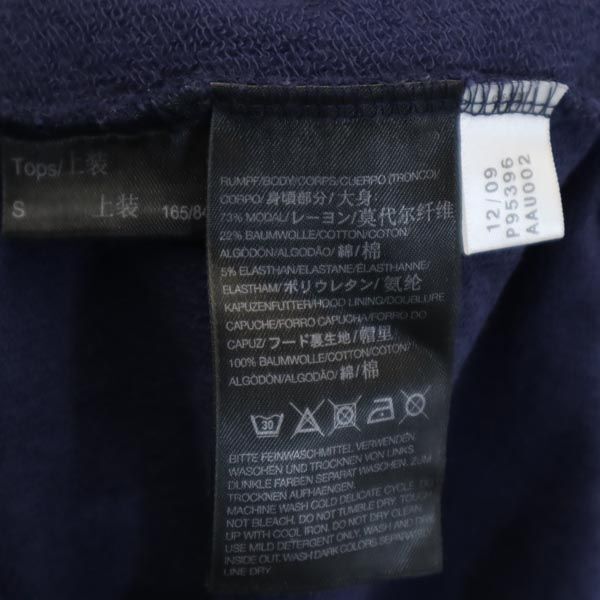 Tops/上装
S 上装 165/84
RUMPF/BODY/CORPS/CUERPO (TRONCO)/
CORPO/身頃部分/大身
73% MODAL/レーヨン/莫代尔纤维
22% BAUMWOLLE/COTTON/COTON/
ALGODÓN/ALGODÃO/綿/棉
5% ELASTHAN/ELASTANE/ÉLASTHANNE/
ELASTHAM/ポリウレタン/氨纶
KAPUZENFUTTER/HOOD LINING/DOUBLURE
CAPUCHE/FORRO CAPUCHA/FORRO DO
CAPUZ/フード裏生地/帽里
100% BAUMWOLLE/COTTON/COTON/
ALGODÓN/ALGODÃO/綿/棉
30
BITTE FEINWASCHMITTEL VERWENDEN.
WASCHEN UND TROCKNEN VON LINKS.
DUNKLE FARBEN SEPARAT WASCHEN. ZUM
TROCKNEN AUFHAENGEN.
MACHINE WASH COLD DELICATE CYCLE. DO
NOT BLEACH. DO NOT TUMBLE DRY.
UP WITH COOL IRON. DO NOT DRY CLEAN.
USE MILD DETERGENT ONLY. WASH AND DRY
INSIDE OUT. WASH DARK COLORS SEPARATELY.
LINE DRY.
12/09
P95396
AAU002